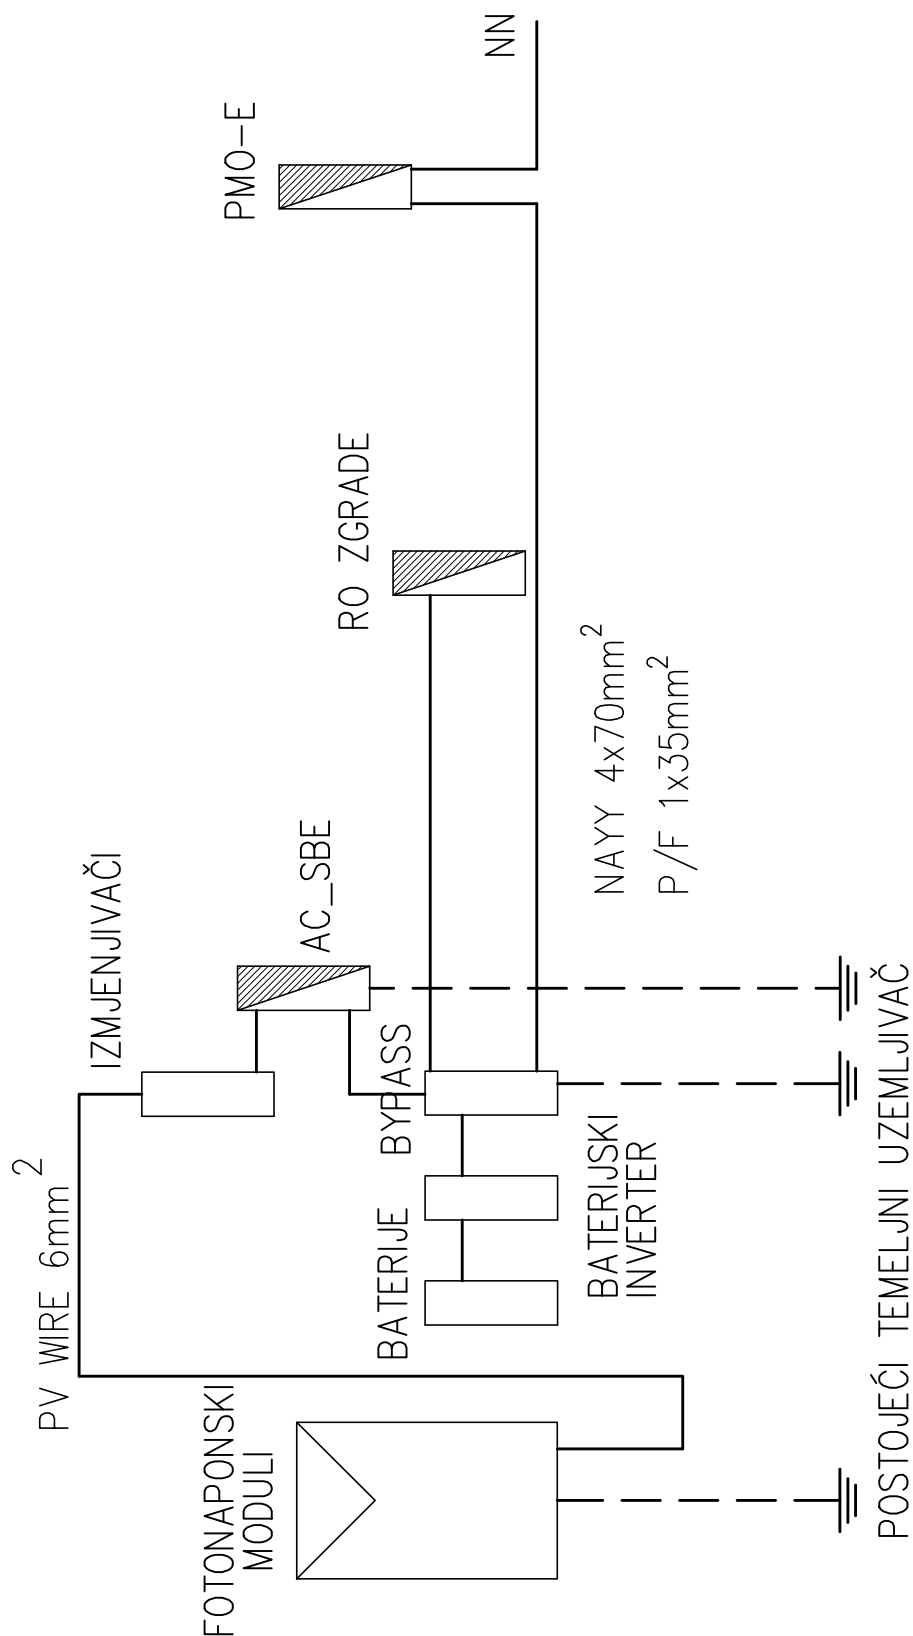 PV WIRE 6mm²
IZMJENJIVAČI
FOTONAPONSKI
MODULI
AC_SBE
PMO-E
RO ZGRADE
BATERIJE
BYPASS
NN
BATERIJSKI
INVERTER
NAYY 4x70mm²
P/F 1x35mm²
POSTOJEĆI TEMELJNI UZEMLJIVAČ